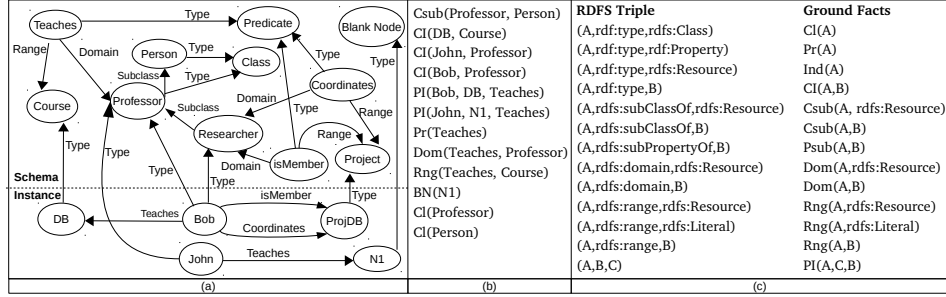 Teaches
Type
Predicate
Blank Node
Range
Domain
Person
Type
Class
Type
Type
Type
Subclass
Type
Course
Professor
Coordinates
Subclass
Domain
Type
Range
Researcher
Range
Type
Type
Type
Domain
isMember
Project
Schema
Type
Type
Instance
isMember
Type
DB
Teaches
Bob
ProjDB
Coordinates
John
Teaches
N1
(a)
Csub(Professor, Person)
CI(DB, Course)
CI(John, Professor)
CI(Bob, Professor)
PI(Bob, DB, Teaches)
PI(John, N1, Teaches)
Pr(Teaches)
Dom(Teaches, Professor)
Rng(Teaches, Course)
BN(N1)
Cl(Professor)
Cl(Person)
(b)
RDFS Triple Ground Facts
(A,rdf:type,rdfs:Class) Cl(A)
(A,rdf:type,rdf:Property) Pr(A)
(A,rdf:type,rdfs:Resource) Ind(A)
(A,rdf:type,B) CI(A,B)
(A,rdfs:subClassOf,rdfs:Resource) Csub(A, rdfs:Resource)
(A,rdfs:subClassOf,B) Csub(A,B)
(A,rdfs:subPropertyOf,B) Psub(A,B)
(A,rdfs:domain,rdfs:Resource) Dom(A,rdfs:Resource)
(A,rdfs:domain,B) Dom(A,B)
(A,rdfs:range,rdfs:Resource) Rng(A,rdfs:Resource)
(A,rdfs:range,rdfs:Literal) Rng(A,rdfs:Literal)
(A,rdfs:range,B) Rng(A,B)
(A,B,C) PI(A,C,B)
(c)